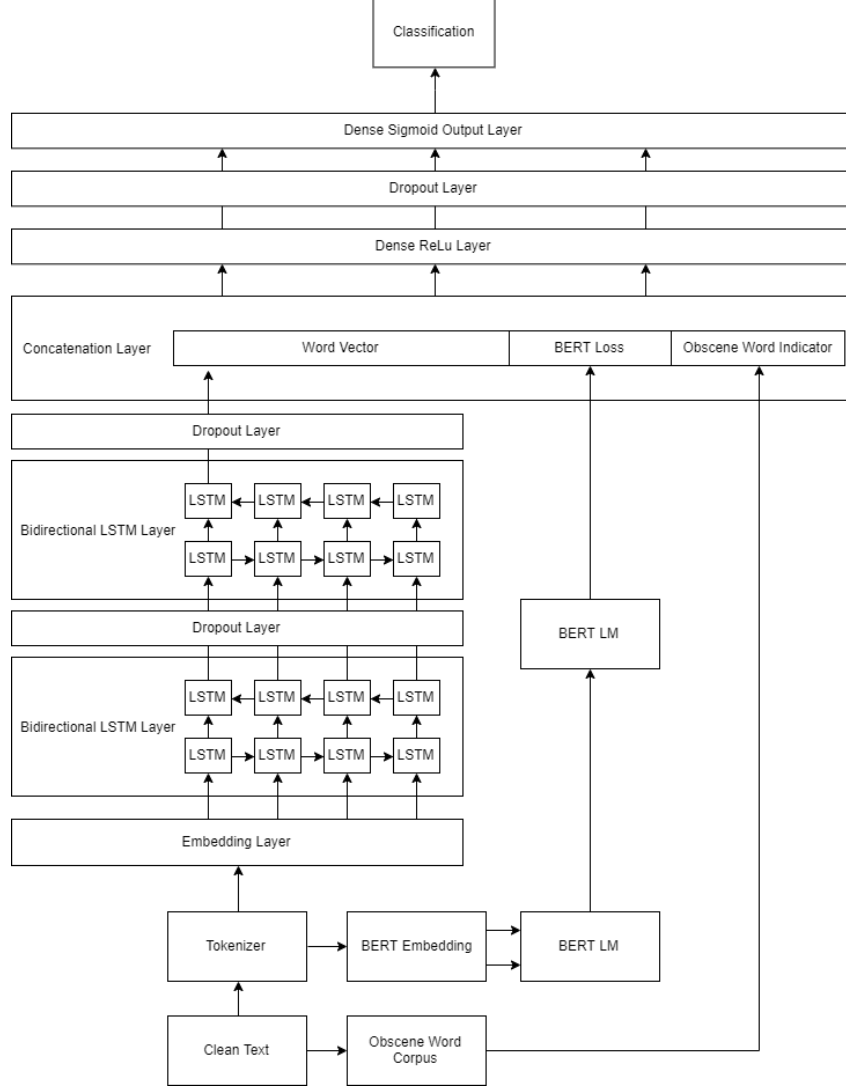 Classification
Dense Sigmoid Output Layer
Dropout Layer
Dense ReLu Layer
Concatenation Layer
Word Vector
BERT Loss
Obscene Word Indicator
Dropout Layer
Bidirectional LSTM Layer
LSTM
LSTM
LSTM
LSTM
LSTM
LSTM
LSTM
LSTM
Dropout Layer
BERT LM
Bidirectional LSTM Layer
LSTM
LSTM
LSTM
LSTM
LSTM
LSTM
LSTM
LSTM
Embedding Layer
Tokenizer
BERT Embedding
BERT LM
Clean Text
Obscene Word
Corpus